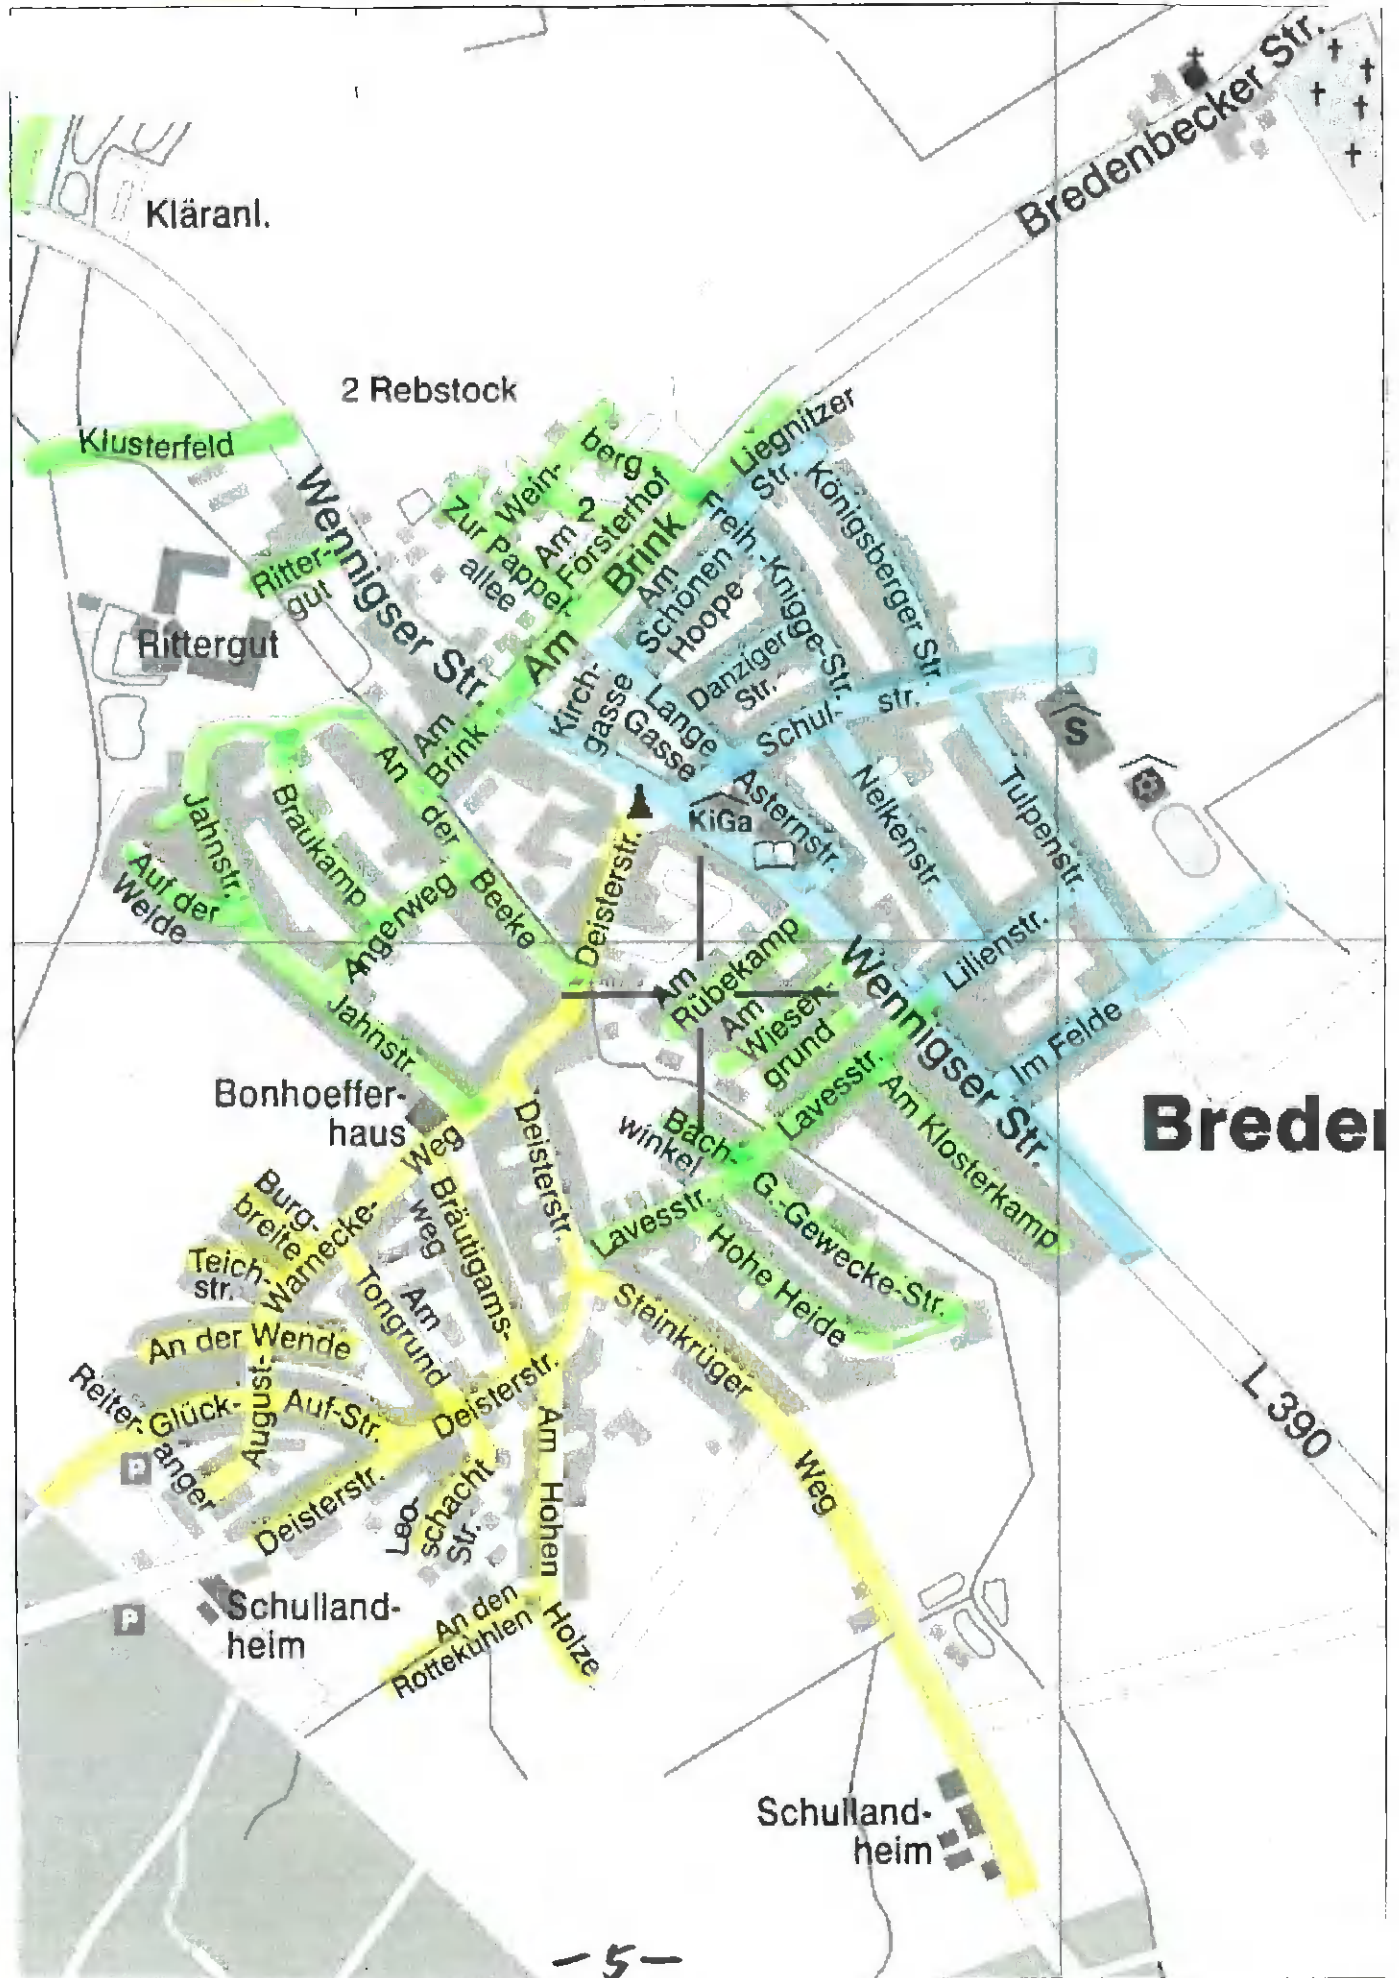 Bredenbecker Str.
Kläranl.
2 Rebstock
Klusterfeld
Liegnitzer
Str.
Wein-
berg
Zur Pappel-
allee
Am 2
Försterhof
Am Brink
Wennigser Str.
Ritter-
gut
Rittergut
Freih.-Knigge-Str.
Königsberger Str.
Am
Schönen
Hoope
Danziger
Str.
Kirch-
gasse
Lange
Gasse
Schul-
str.
S
Am
Brink
An der Beeke
Jahnstr.
Braukamp
Auf der
Weide
Angerweg
Jahnstr.
Deisterstr.
KiGa
Asternstr.
Nelkenstr.
Tulpenstr.
Lilienstr.
Im Felde
Am
Rübekamp
Am
Wiesen-
grund
Wennigser Str.
Lavesstr.
Am Klosterkamp
Breden
Bonhoeffer-
haus
Deisterstr.
Bach-
winkel
G.-Gewecke-Str.
Lavesstr.
Hohe Heide
Burg-
breite
Teich-
str.
August-
Warnecke-
Weg
Bräutigams-
weg
Am
Tongrund
An der Wende
Reiter-
anger
Glück-
Auf-Str.
Deisterstr.
Steinkrüger
Weg
L 390
P
Deisterstr.
Leo-
schacht
Str.
Am Hohen
Holze
An den
Rottekuhlen
P
Schulland-
heim
Schulland-
heim
-5-